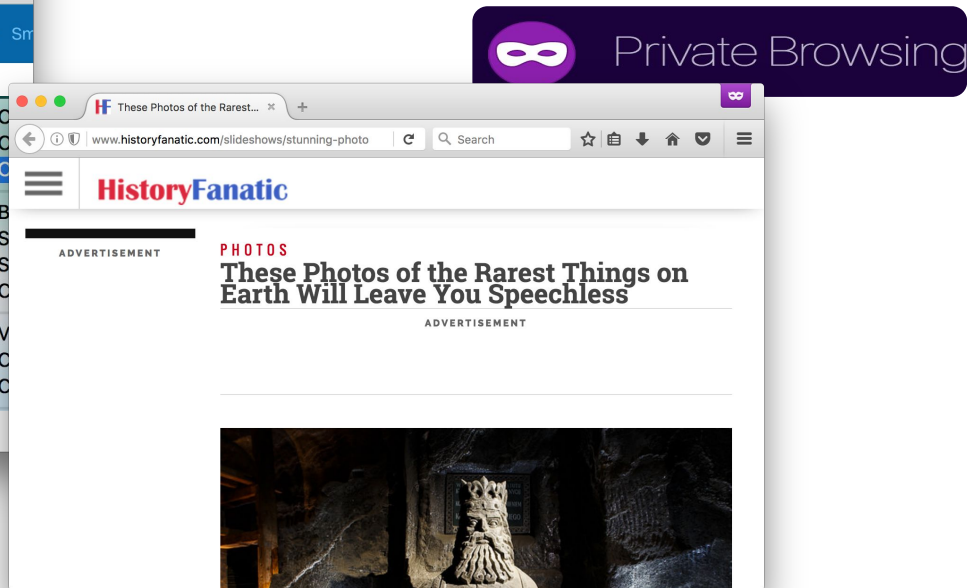 Sm
Private Browsing
These Photos of the Rarest...
www.historyfanatic.com/slideshows/stunning-photo
Search
HistoryFanatic
ADVERTISEMENT
PHOTOS
These Photos of the Rarest Things on
Earth Will Leave You Speechless
ADVERTISEMENT